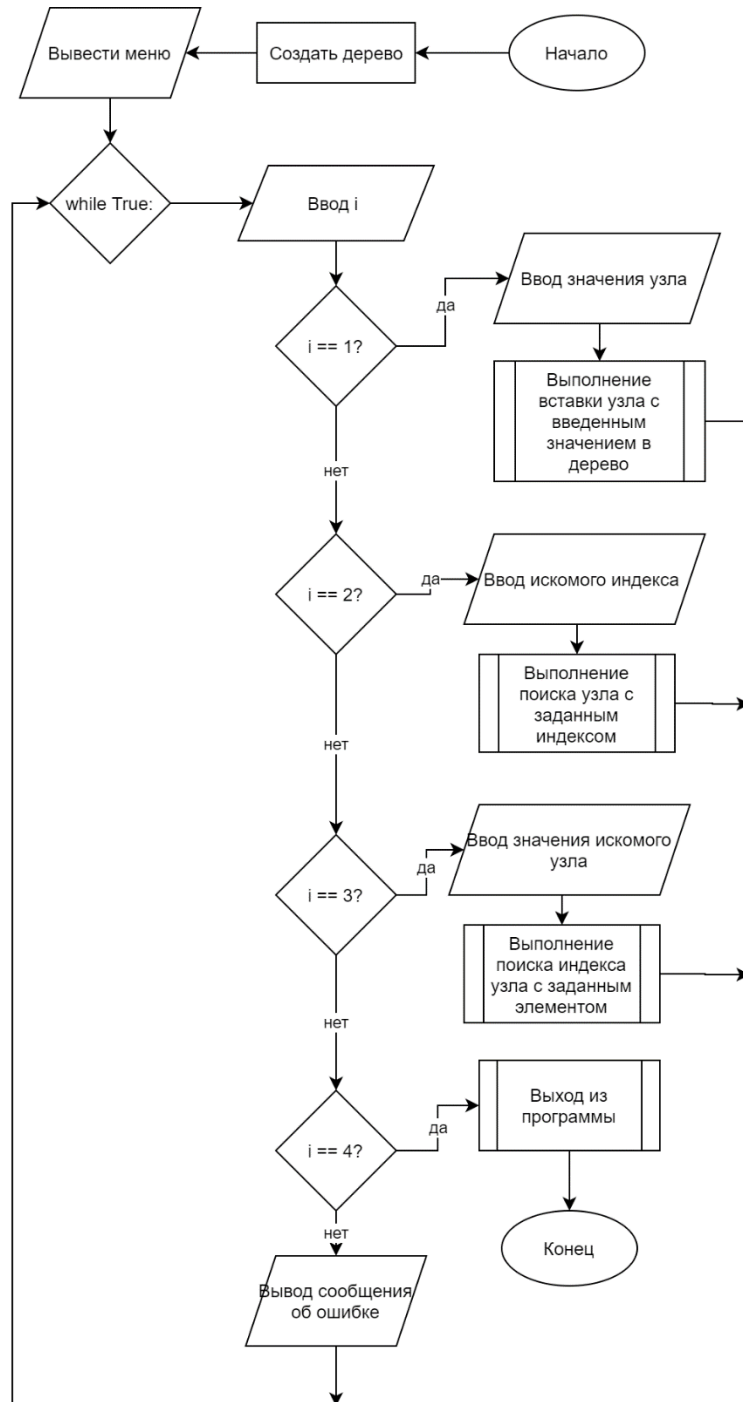 Вывести меню
Создать дерево
Начало
while True:
Ввод i
i == 1?
да
Ввод значения узла
Выполнение
вставки узла с
введенным
значением в
дерево
нет
i == 2?
да
Ввод искомого индекса
Выполнение
поиска узла с
заданным
индексом
нет
i == 3?
да
Ввод значения искомого
узла
Выполнение
поиска индекса
узла с заданным
элементом
нет
i == 4?
да
Выход из
программы
нет
Конец
Вывод сообщения
об ошибке